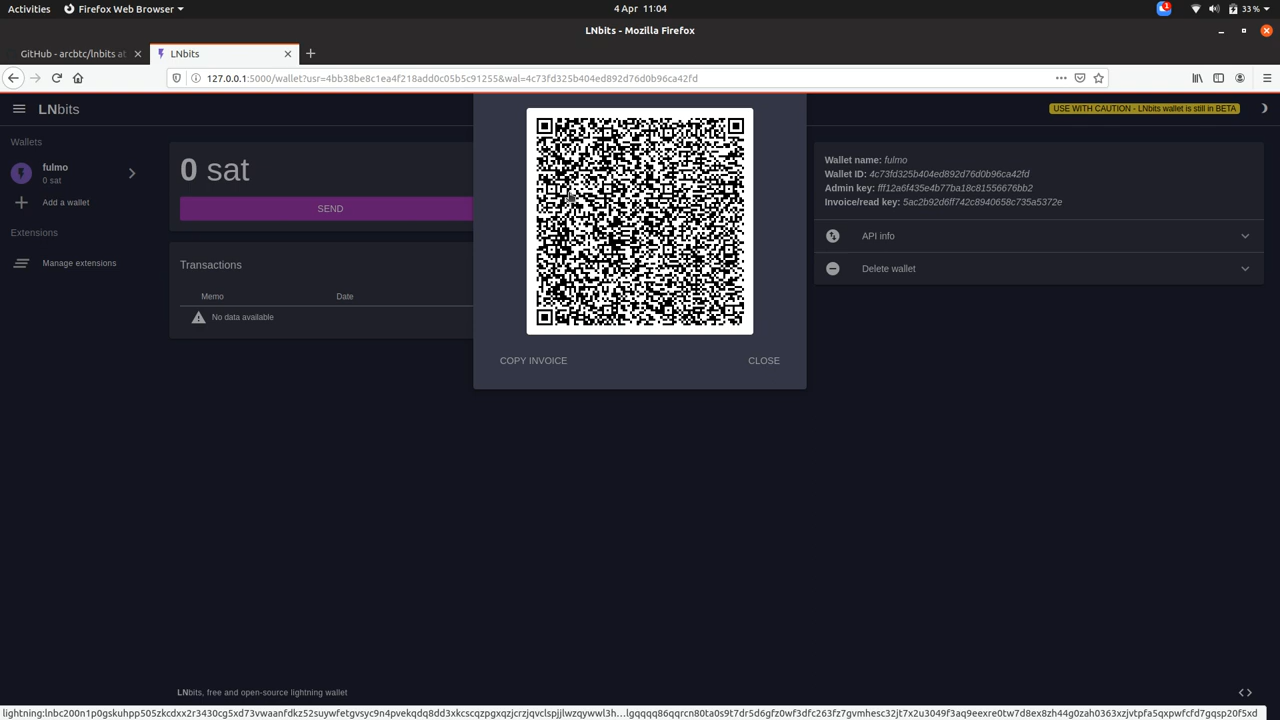 Activities Firefox Web Browser 4 Apr 11:04 1 33 %
LNbits - Mozilla Firefox
GitHub - arcbtc/lnbits at LNbits
127.0.0.1:5000/wallet?usr=4bb38be8c1ea4f218add0c05b5c91255&wal=4c73fd325b404ed892d76d0b96ca42fd
LNbits USE WITH CAUTION - LNbits wallet is still in BETA
Wallets
fulmo
0 sat
Add a wallet
Extensions
Manage extensions
0 sat
SEND
Transactions
Memo Date
No data available
COPY INVOICE CLOSE
Wallet name: fulmo
Wallet ID: 4c73fd325b404ed892d76d0b96ca42fd
Admin key: fff12a6f435e4b77ba18c81556676bb2
Invoice/read key: 5ac2b92d6ff742c8940658c735a5372e
API info
Delete wallet
LNbits, free and open-source lightning wallet
lightning:lnbc200n1p0gskuhpp505zkcdxx2r3430cg5xd73vwaanfdkz52suywfetgvsyc9n4pvekqdq8dd3xkcscqzpgxqzjcrzjqvclspjjlwzqywwl3h…lgqqqq86qqrcn80ta0s9t7dr5d6gfz0wf3dfc263fz7gvmhesc32jt7x2u3049f3aq9eexre0tw7d8ex8zh44g0zah0363xzjvtpfa5qxpwfcfd7gqsp20f5xd